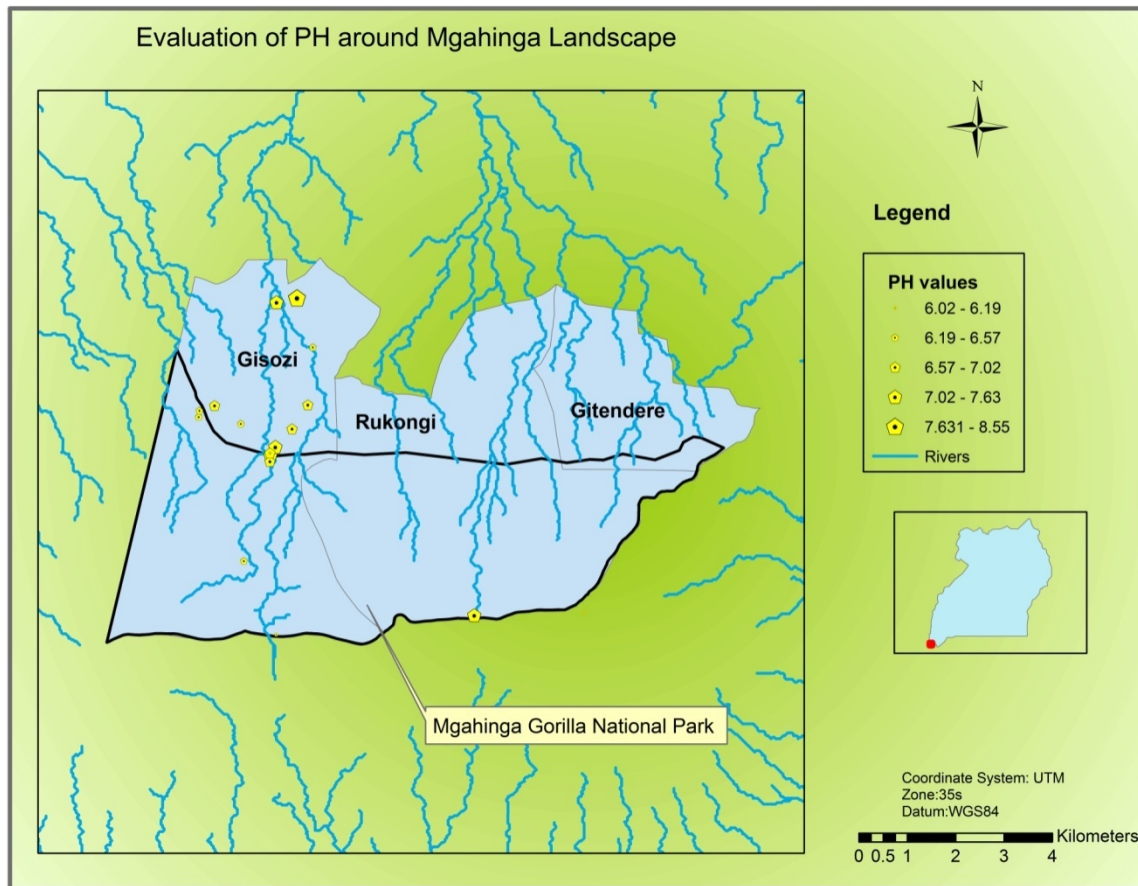 Evaluation of PH around Mgahinga Landscape
N
Legend
PH values
6.02 - 6.19
6.19 - 6.57
6.57 - 7.02
7.02 - 7.63
7.631 - 8.55
Rivers
Gisozi
Rukongi
Gitendere
Mgahinga Gorilla National Park
Coordinate System: UTM
Zone:35s
Datum:WGS84
Kilometers
0 0.5 1 2 3 4